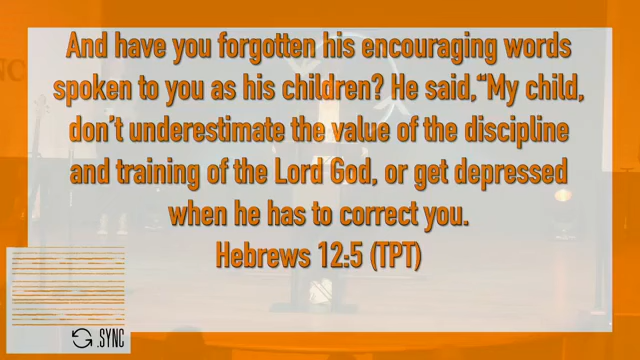 And have you forgotten his encouraging words
spoken to you as his children? He said,“My child,
don’t underestimate the value of the discipline
and training of the Lord God, or get depressed
when he has to correct you.
Hebrews 12:5 (TPT)
.SYNC